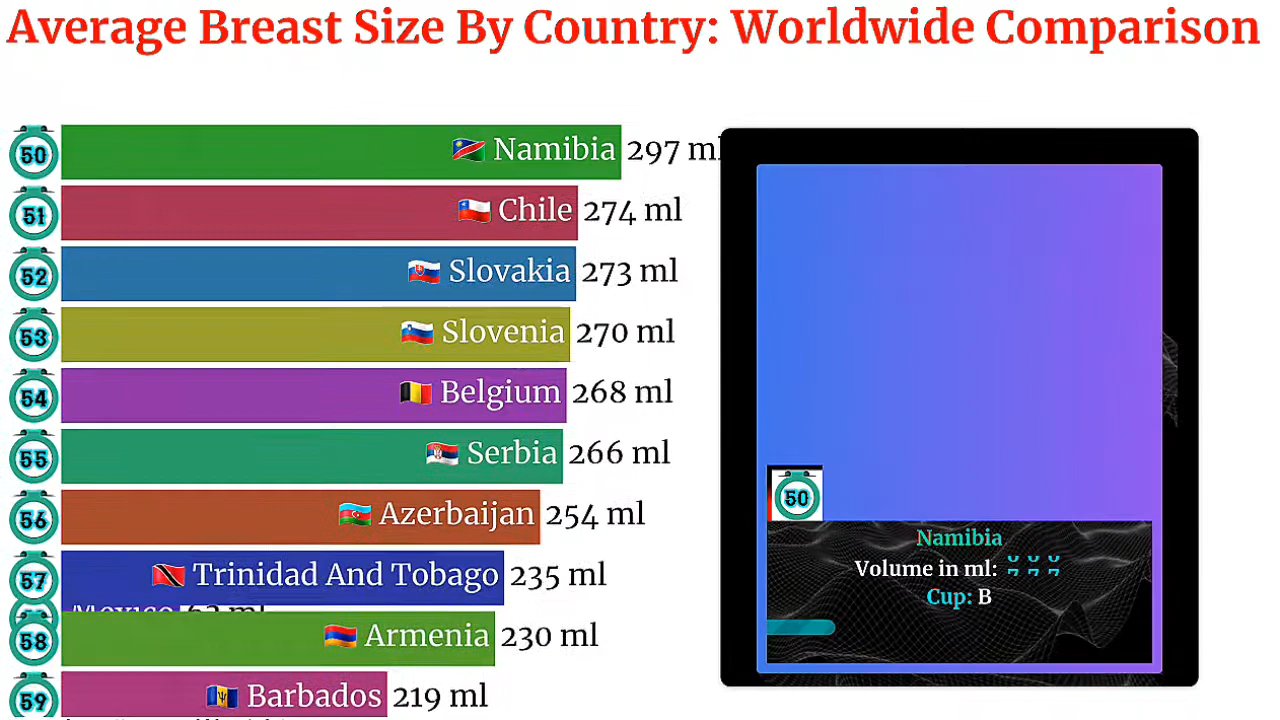 Average Breast Size By Country: Worldwide Comparison
50 Namibia 297 ml
51 Chile 274 ml
52 Slovakia 273 ml
53 Slovenia 270 ml
54 Belgium 268 ml
55 Serbia 266 ml
56 Azerbaijan 254 ml
57 Trinidad And Tobago 235 ml
Mexico
58 Armenia 230 ml
59 Barbados 219 ml
50
Namibia
Volume in ml:
Cup: B